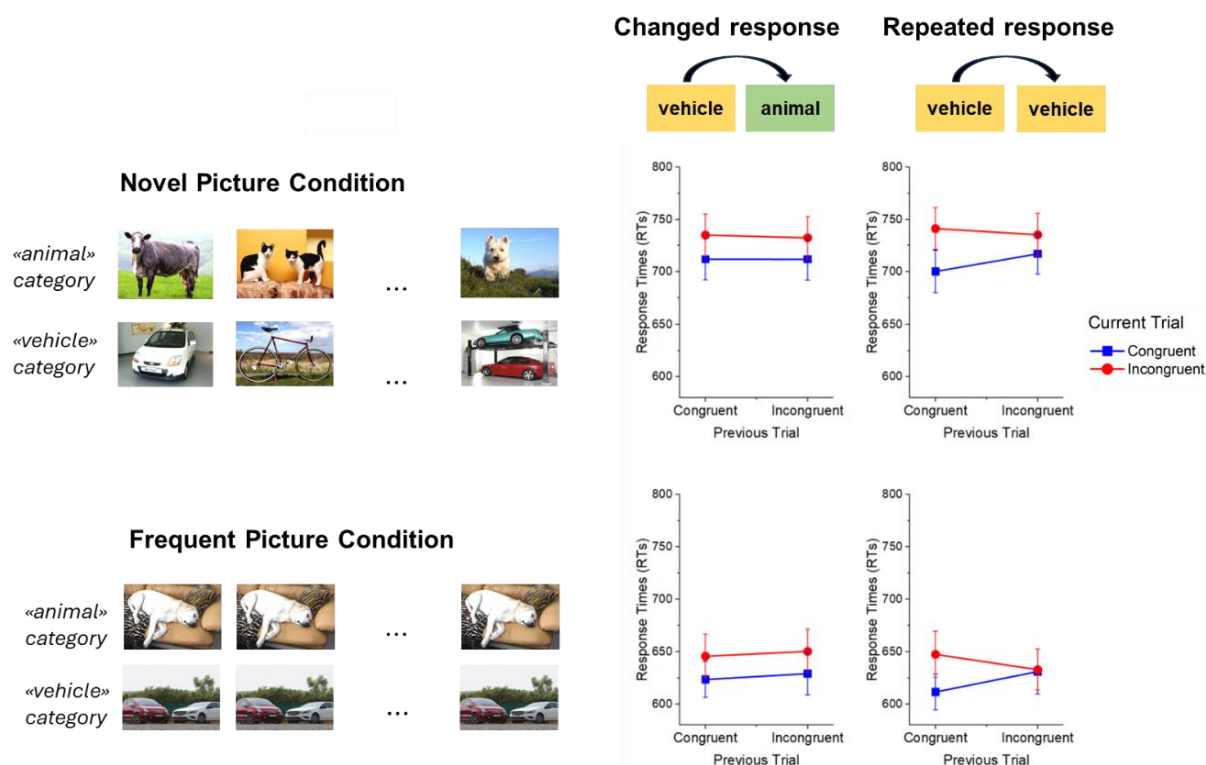 Changed response
Repeated response
vehicle
animal
vehicle
vehicle
Novel Picture Condition
«animal»
category
...
«vehicle»
category
...
800
750
700
650
600
Response Times (RTs)
Congruent
Incongruent
Previous Trial
800
750
700
650
600
Response Times (RTs)
Congruent
Incongruent
Previous Trial
Current Trial
Congruent
Incongruent
Frequent Picture Condition
«animal»
category
...
«vehicle»
category
...
800
750
700
650
600
Response Times (RTs)
Congruent
Incongruent
Previous Trial
800
750
700
650
600
Response Times (RTs)
Congruent
Incongruent
Previous Trial